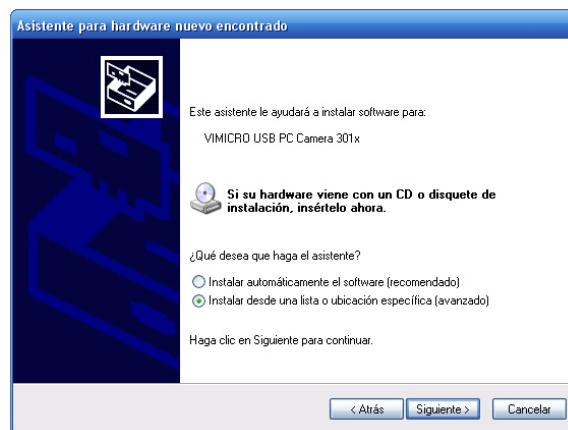 Asistente para hardware nuevo encontrado
Este asistente le ayudará a instalar software para:
VIMICRO USB PC Camera 301x
Si su hardware viene con un CD o disquete de
instalación, insértelo ahora.
¿Qué desea que haga el asistente?
Instalar automáticamente el software (recomendado)
Instalar desde una lista o ubicación específica (avanzado)
Haga clic en Siguiente para continuar.
< Atrás
Siguiente >
Cancelar